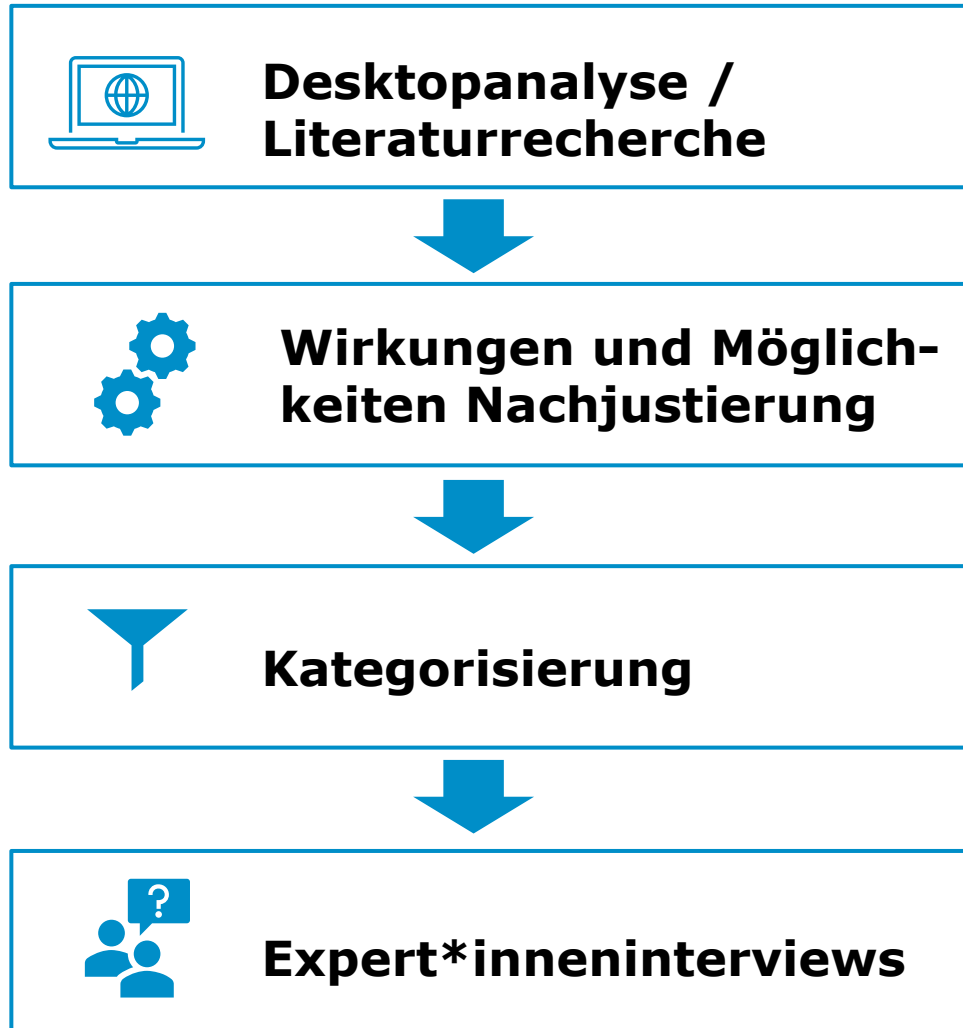 Desktopanalyse /
Literaturrecherche
Wirkungen und Möglich-
keiten Nachjustierung
Kategorisierung
?
Expert*inneninterviews